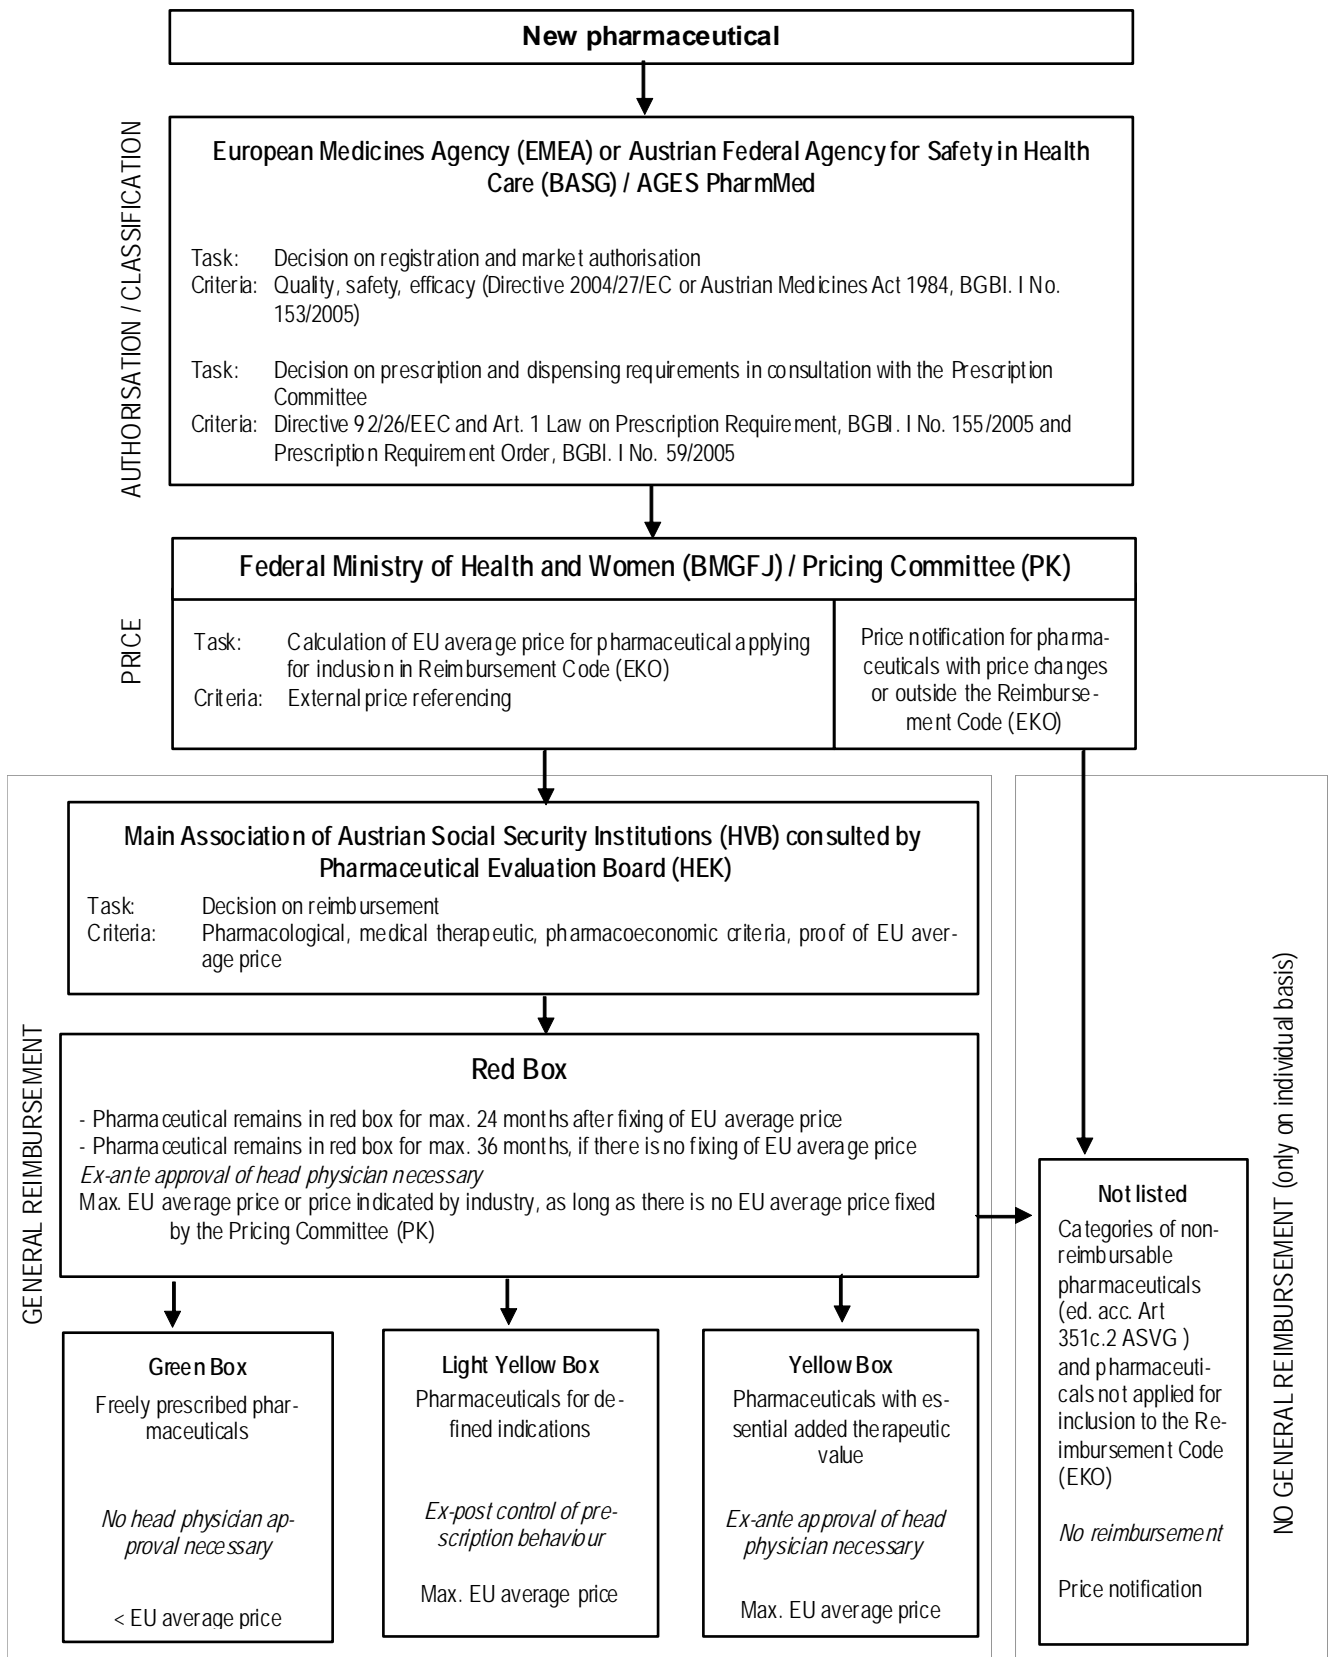 New pharmaceutical
AUTHORISATION / CLASSIFICATION
European Medicines Agency (EMEA) or Austrian Federal Agency for Safety in Health
Care (BASG) / AGES PharmMed
Task: Decision on registration and market authorisation
Criteria: Quality, safety, efficacy (Directive 2004/27/EC or Austrian Medicines Act 1984, BGBl. I No.
153/2005)
Task: Decision on prescription and dispensing requirements in consultation with the Prescription
Committee
Criteria: Directive 92/26/EEC and Art. 1 Law on Prescription Requirement, BGBl. I No. 155/2005 and
Prescription Requirement Order, BGBl. I No. 59/2005
PRICE
Federal Ministry of Health and Women (BMGFJ) / Pricing Committee (PK)
Task: Calculation of EU average price for pharmaceutical applying
for inclusion in Reimbursement Code (EKO)
Criteria: External price referencing
Price notification for pharma-
ceuticals with price changes
or outside the Reimburse-
ment Code (EKO)
GENERAL REIMBURSEMENT
Main Association of Austrian Social Security Institutions (HVB) consulted by
Pharmaceutical Evaluation Board (HEK)
Task: Decision on reimbursement
Criteria: Pharmacological, medical therapeutic, pharmacoeconomic criteria, proof of EU aver-
age price
Red Box
- Pharmaceutical remains in red box for max. 24 months after fixing of EU average price
- Pharmaceutical remains in red box for max. 36 months, if there is no fixing of EU average price
Ex-ante approval of head physician necessary
Max. EU average price or price indicated by industry, as long as there is no EU average price fixed
by the Pricing Committee (PK)
Green Box
Freely prescribed phar-
maceuticals
No head physician ap-
proval necessary
< EU average price
Light Yellow Box
Pharmaceuticals for de-
fined indications
Ex-post control of pre-
scription behaviour
Max. EU average price
Yellow Box
Pharmaceuticals with es-
sential added therapeutic
value
Ex-ante approval of head
physician necessary
Max. EU average price
NO GENERAL REIMBURSEMENT (only on individual basis)
Not listed
Categories of non-
reimbursable
pharmaceuticals
(ed. acc. Art
351c.2 ASVG )
and pharmaceuti-
cals not applied for
inclusion to the Re-
imbursement Code
(EKO)
No reimbursement
Price notification